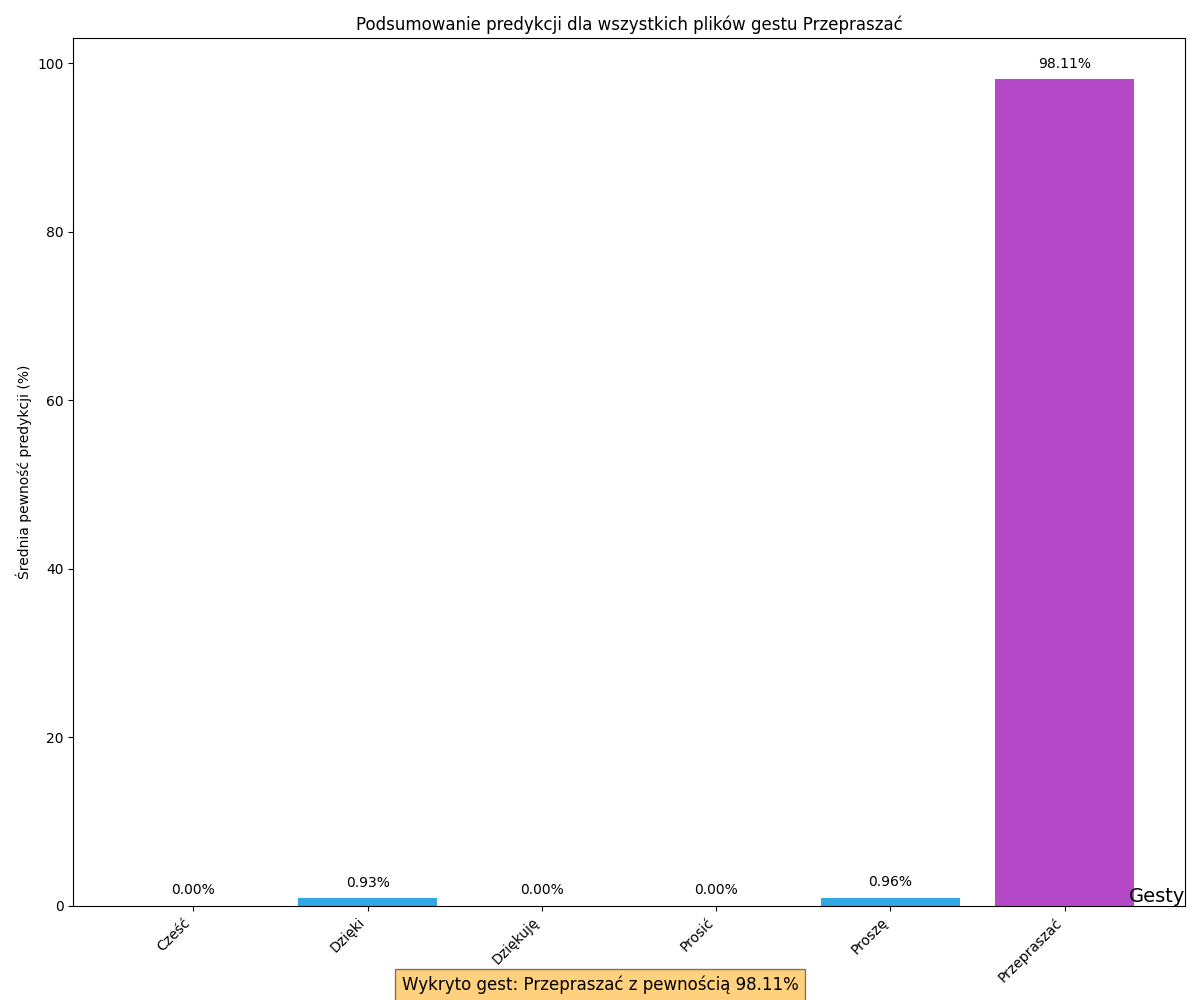 Podsumowanie predykcji dla wszystkich plików gestu Przepraszać
Średnia pewność predykcji (%)
100
80
60
40
20
0
0.00%
0.93%
0.00%
0.00%
0.96%
98.11%
Gesty
Cześć
Dzięki
Dziękuję
Prosić
Proszę
Przepraszać
Wykryto gest: Przepraszać z pewnością 98.11%